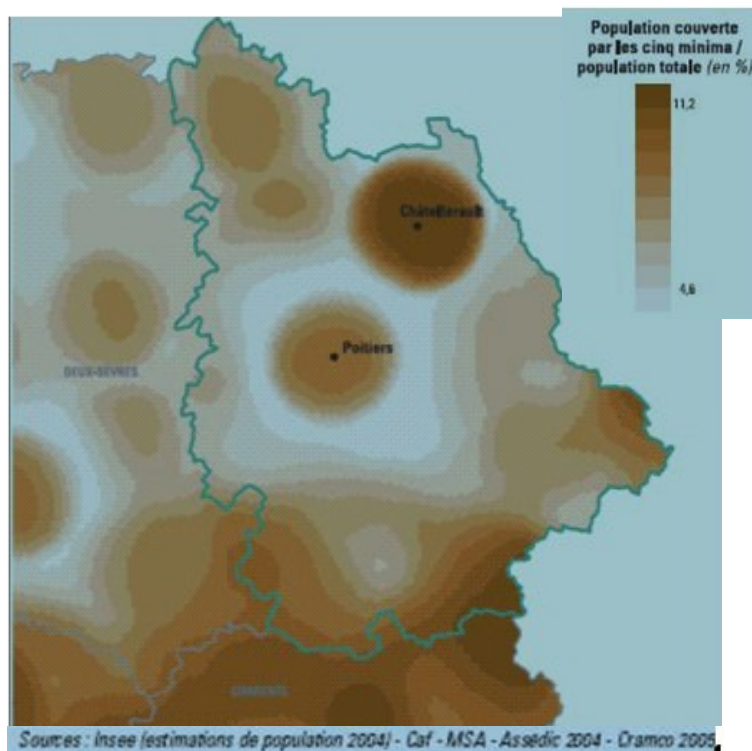 Population couverte
par les cinq minima /
population totale (en %)
11,2
4,6
Châtellerault
Poitiers
DEUX-SÈVRES
CHARENTE
Sources : Insee (estimations de population 2004) - Caf - MSA - Assédic 2004 - Cramco 2005